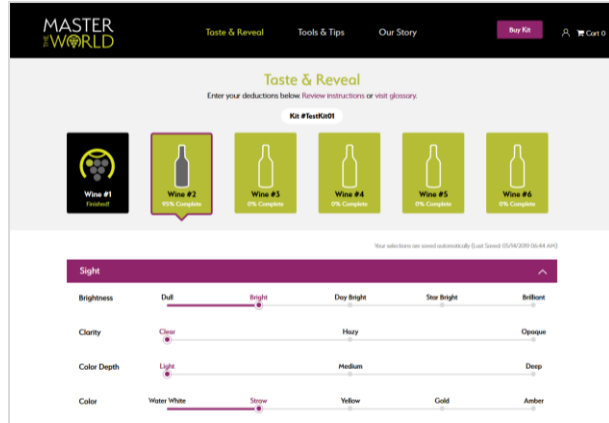 MASTER
THE WORLD
Taste & Reveal
Tools & Tips
Our Story
Buy Kit
Cart 0
Taste & Reveal
Enter your deductions below. Review instructions or visit glossary.
Kit #TestKit01
Wine #1
Finished!
Wine #2
95% Complete
Wine #3
0% Complete
Wine #4
0% Complete
Wine #5
0% Complete
Wine #6
0% Complete
Your selections are saved automatically (Last Saved: 05/14/2019 06:44 AM)
Sight
Brightness Dull Bright Day Bright Star Bright Brilliant
Clarity Clear Hazy Opaque
Color Depth Light Medium Deep
Color Water White Straw Yellow Gold Amber